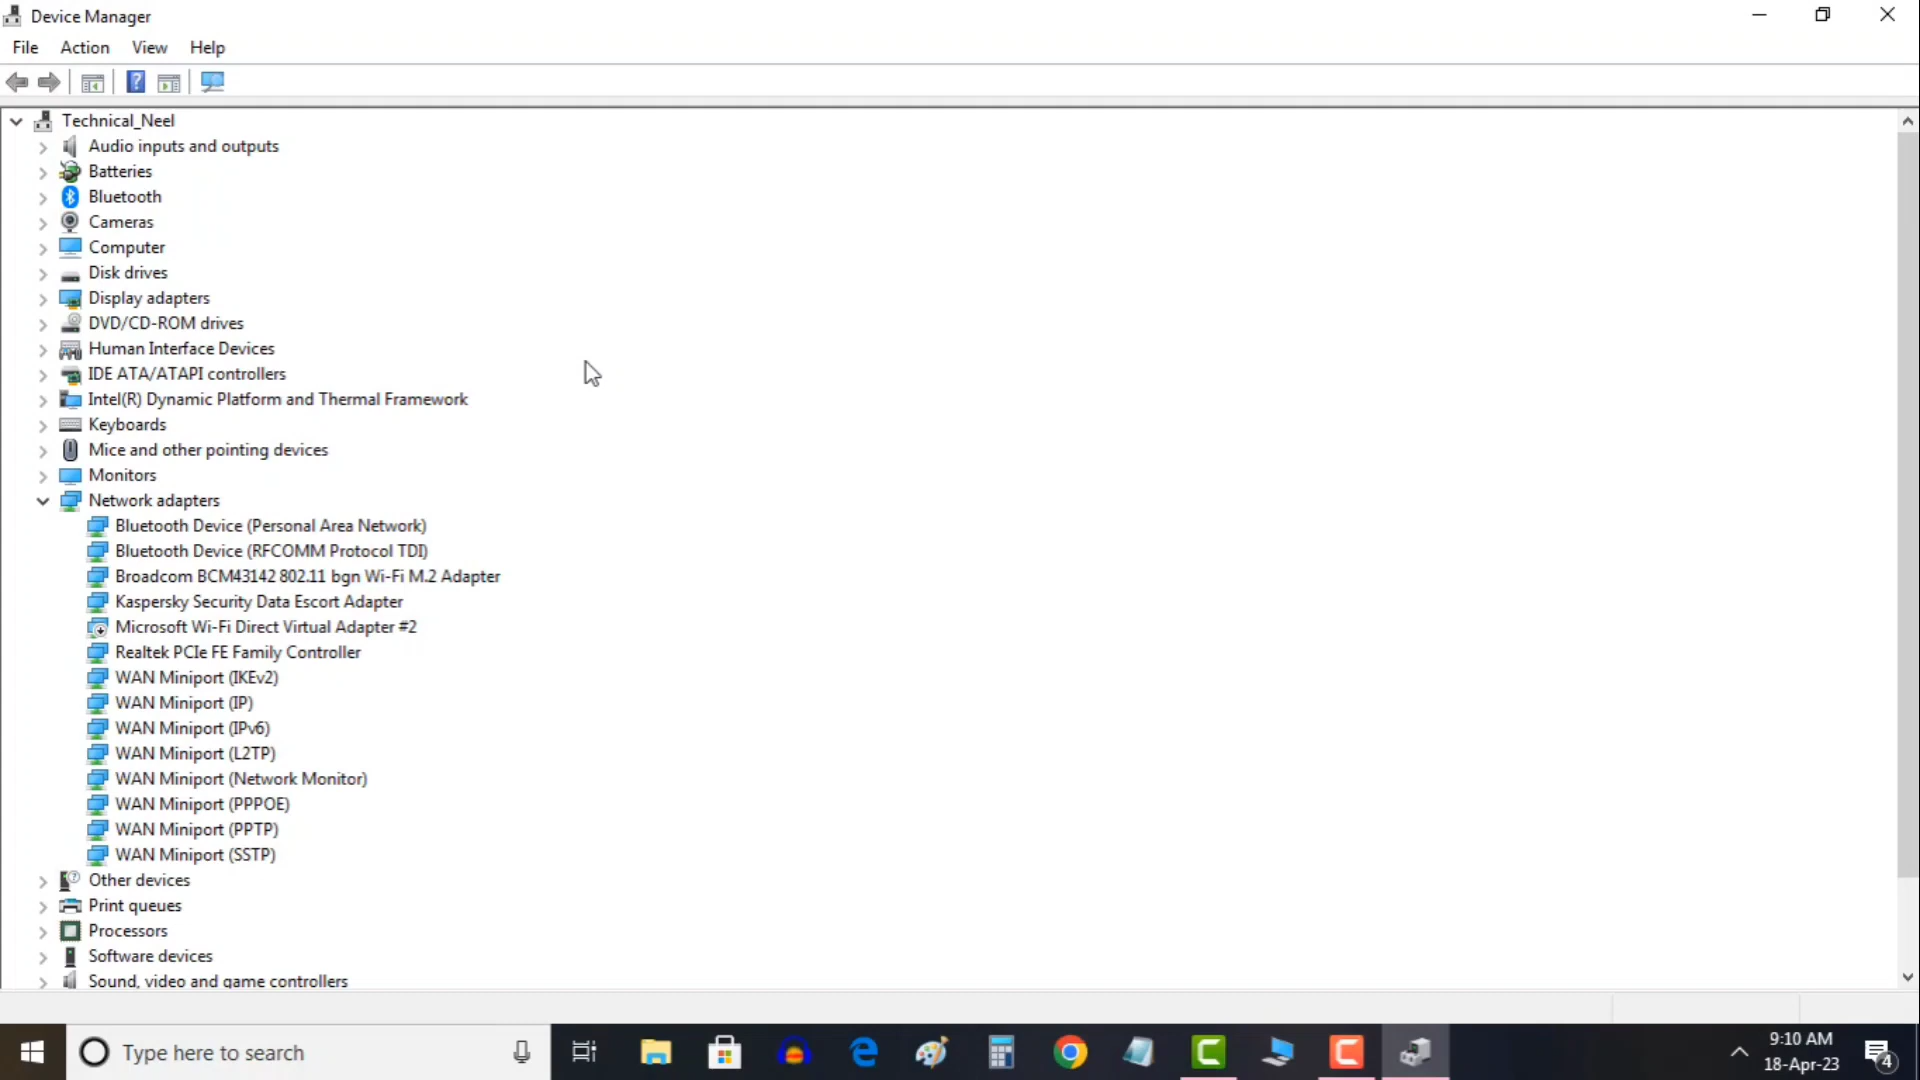 Device Manager
File Action View Help
Technical_Neel
Audio inputs and outputs
Batteries
Bluetooth
Cameras
Computer
Disk drives
Display adapters
DVD/CD-ROM drives
Human Interface Devices
IDE ATA/ATAPI controllers
Intel(R) Dynamic Platform and Thermal Framework
Keyboards
Mice and other pointing devices
Monitors
Network adapters
Bluetooth Device (Personal Area Network)
Bluetooth Device (RFCOMM Protocol TDI)
Broadcom BCM43142 802.11 bgn Wi-Fi M.2 Adapter
Kaspersky Security Data Escort Adapter
Microsoft Wi-Fi Direct Virtual Adapter #2
Realtek PCIe FE Family Controller
WAN Miniport (IKEv2)
WAN Miniport (IP)
WAN Miniport (IPv6)
WAN Miniport (L2TP)
WAN Miniport (Network Monitor)
WAN Miniport (PPPOE)
WAN Miniport (PPTP)
WAN Miniport (SSTP)
Other devices
Print queues
Processors
Software devices
Sound, video and game controllers
Type here to search
9:10 AM
18-Apr-23
4